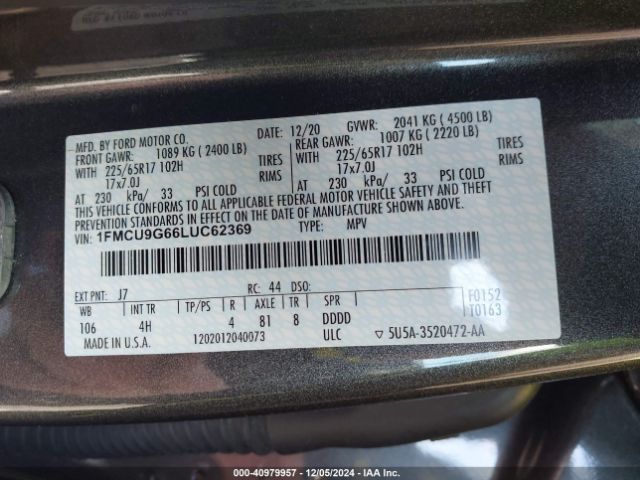 MFD. BY FORD MOTOR CO. DATE: 12/20 GVWR: 2041 KG ( 4500 LB)
FRONT GAWR: 1089 KG ( 2400 LB) REAR GAWR: 1007 KG ( 2220 LB)
WITH 225/65R17 102H TIRES WITH 225/65R17 102H TIRES
17x7.0J RIMS 17x7.0J RIMS
AT 230 kPa/ 33 PSI COLD AT 230 kPa/ 33 PSI COLD
THIS VEHICLE CONFORMS TO ALL APPLICABLE FEDERAL MOTOR VEHICLE SAFETY AND THEFT
PREVENTION STANDARDS IN EFFECT ON THE DATE OF MANUFACTURE SHOWN ABOVE.
VIN: 1FMCU9G66LUC62369 TYPE: MPV
EXT PNT: J7 RC: 44 DSO: F0152
WB INT TR TP/PS R AXLE TR SPR T0163
106 4H 4 81 8 DDDD
MADE IN U.S.A. 1202012040073 ULC ▽ 5U5A-3520472-AA
000-40979957 - 12/05/2024 - IAA Inc.